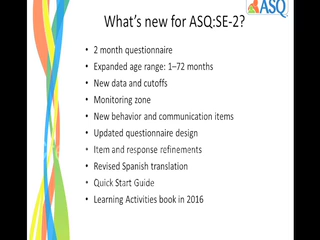 ASQ
What's new for ASQ:SE-2?
• 2 month questionnaire
• Expanded age range: 1–72 months
• New data and cutoffs
• Monitoring zone
• New behavior and communication items
• Updated questionnaire design
• Item and response refinements
• Revised Spanish translation
• Quick Start Guide
• Learning Activities book in 2016